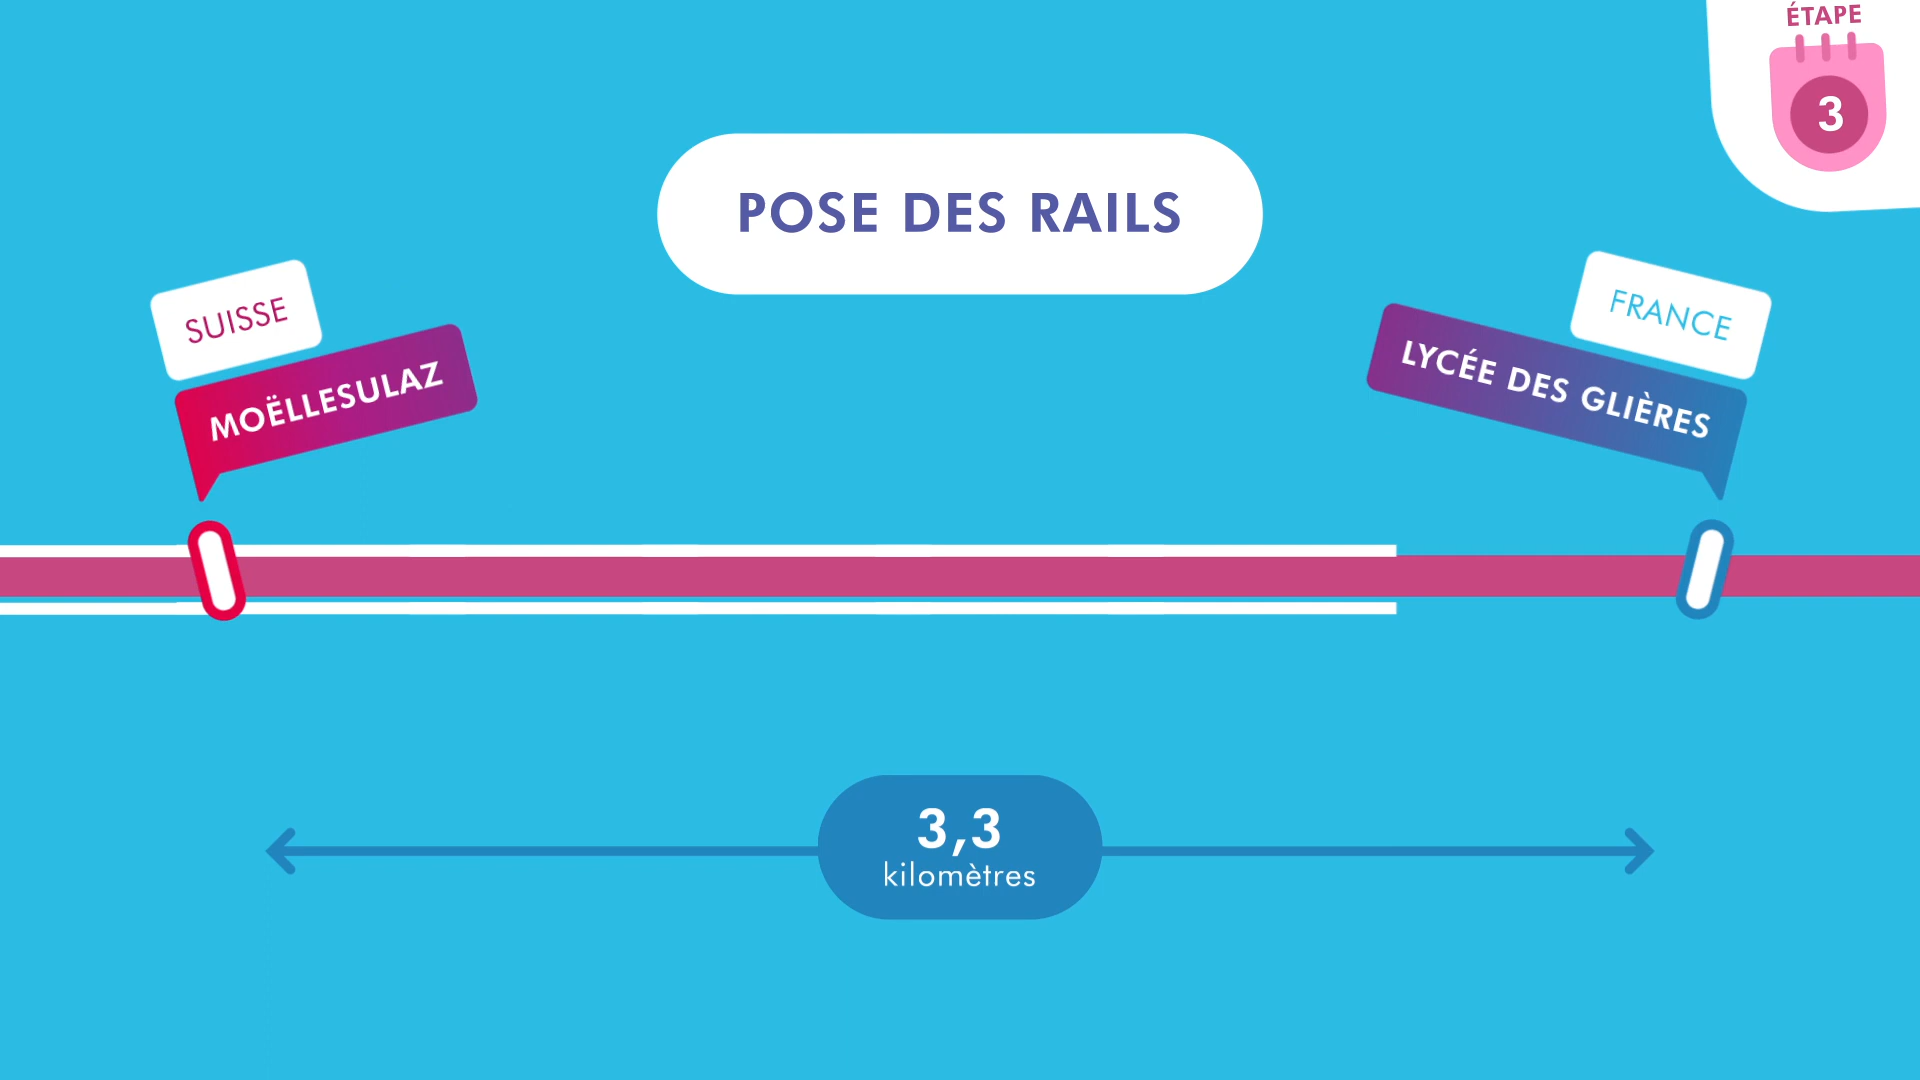 ÉTAPE
3
POSE DES RAILS
SUISSE
MOËLLESULAZ
FRANCE
LYCÉE DES GLIÈRES
3,3
kilomètres